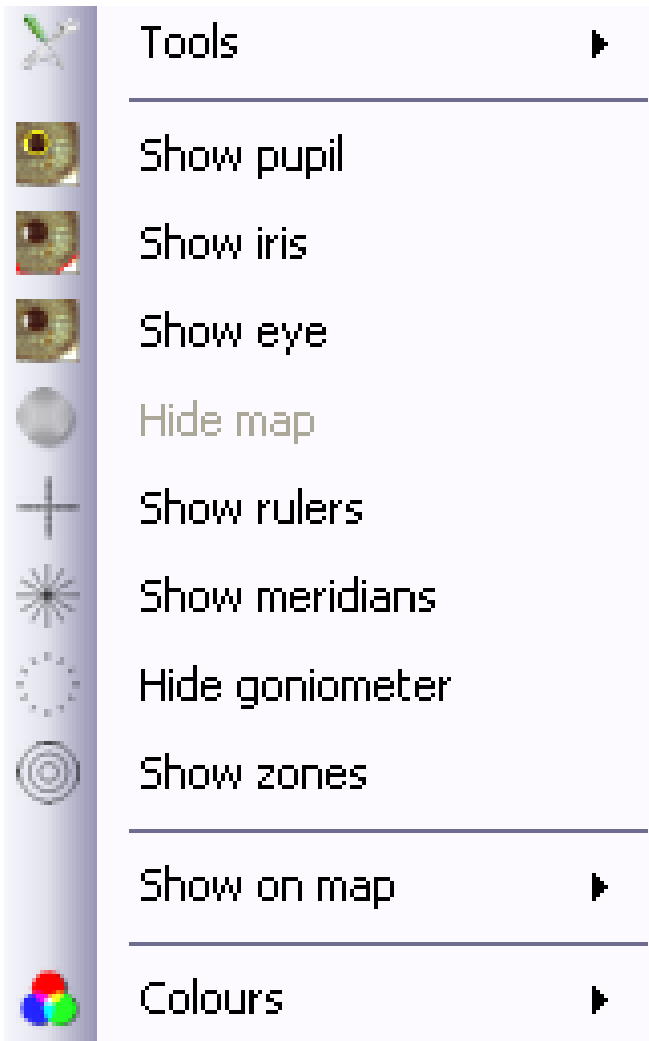 Tools
Show pupil
Show iris
Show eye
Hide map
Show rulers
Show meridians
Hide goniometer
Show zones
Show on map
Colours